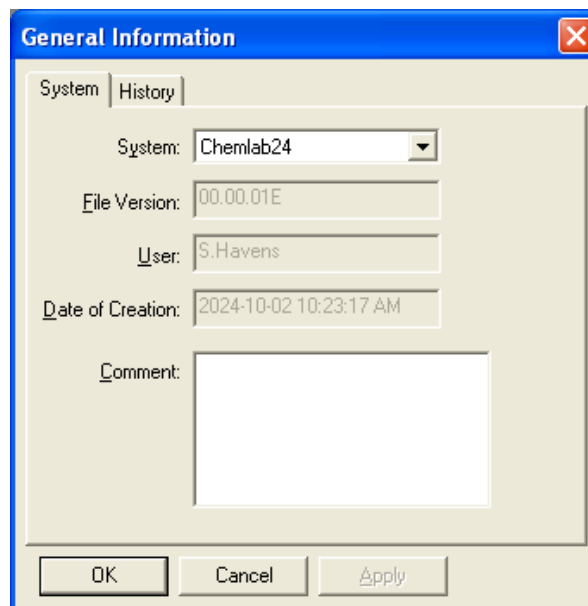 General Information
System History
System: Chemlab24
File Version: 00.00.01E
User: S.Havens
Date of Creation: 2024-10-02 10:23:17 AM
Comment:
OK Cancel Apply